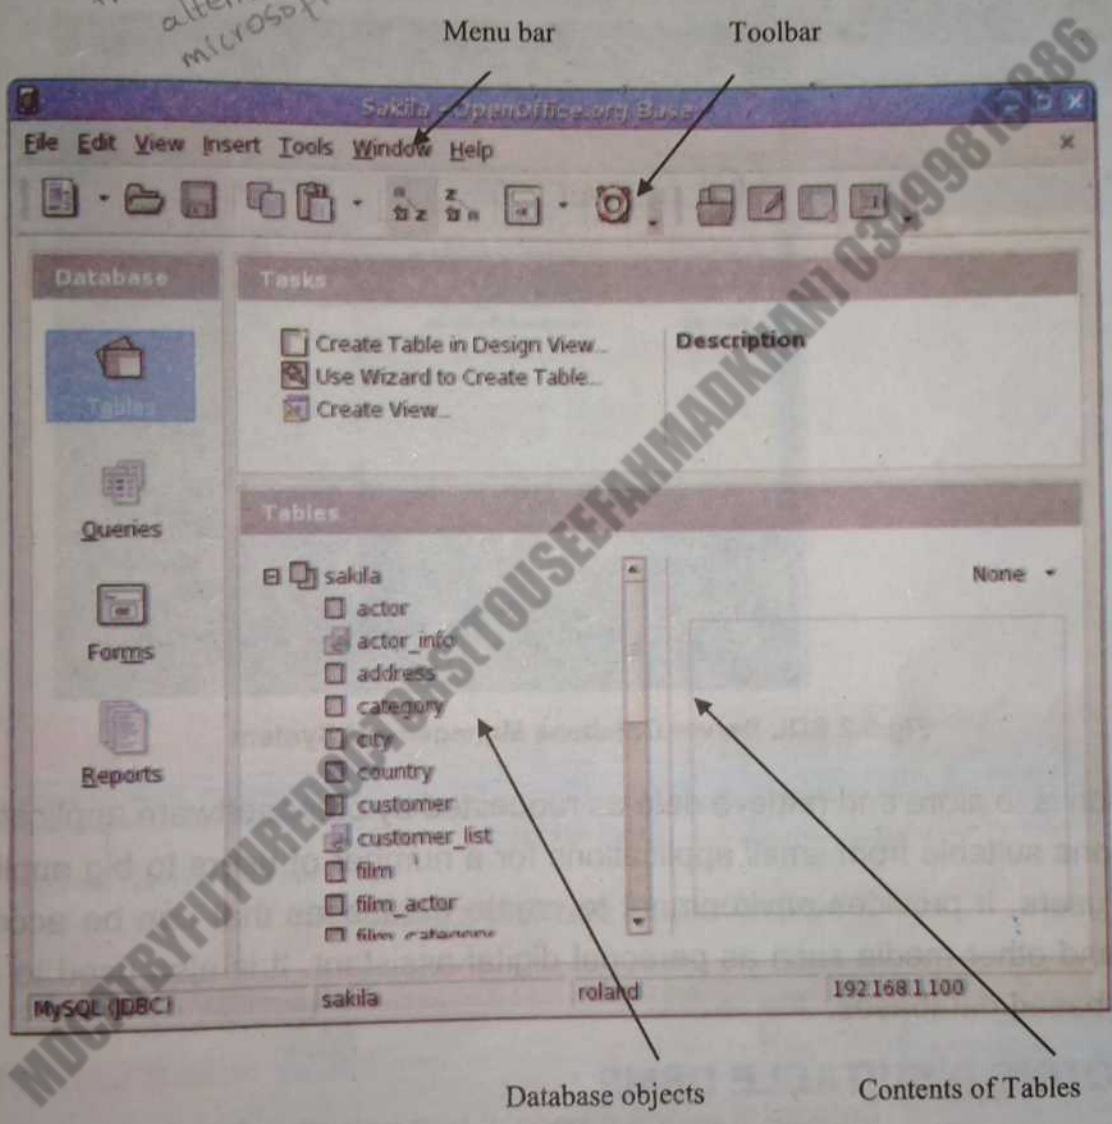 Menu bar
Toolbar
Sakila - OpenOffice.org Base
File Edit View Insert Tools Window Help
Database
Tasks
Tables
Create Table in Design View...
Use Wizard to Create Table...
Create View...
Description
Queries
Forms
Reports
Tables
None
sakila
actor
actor_info
address
category
city
country
customer
customer_list
film
film_actor
MySQL (JDBC)
sakila
roland
192.168.1.100
Database objects
Contents of Tables
microsoft